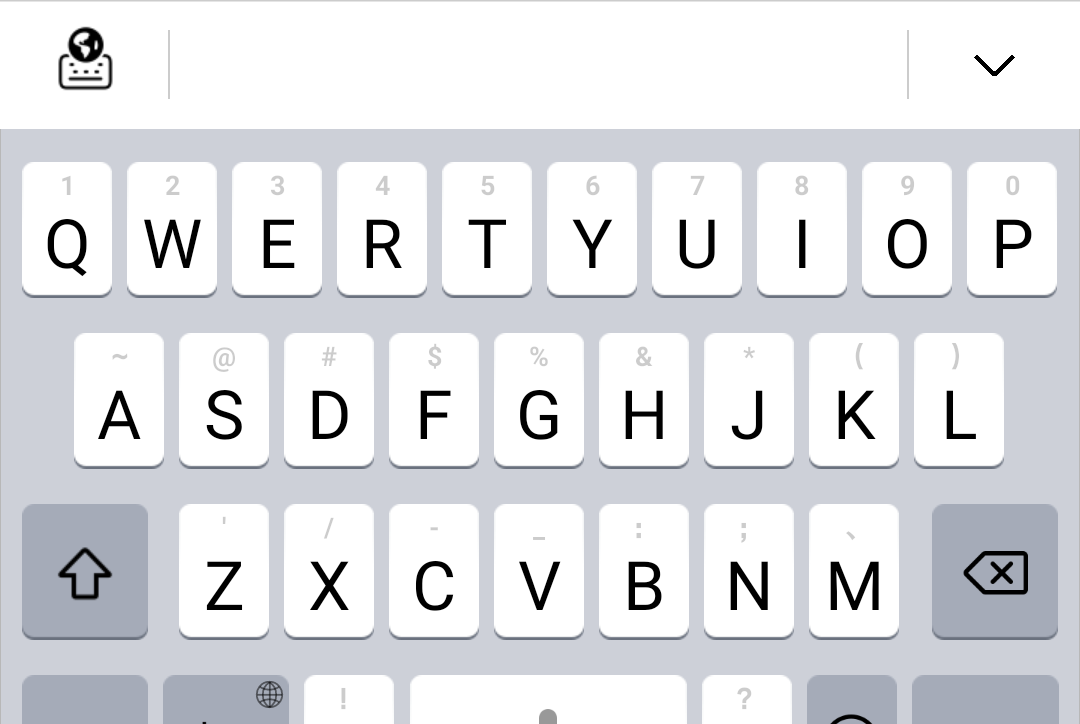 1 2 3 4 5 6 7 8 9 0
Q W E R T Y U I O P
~ @ # $ % & * ( )
A S D F G H J K L
' / - _ : ; 、
Z X C V B N M
! ?